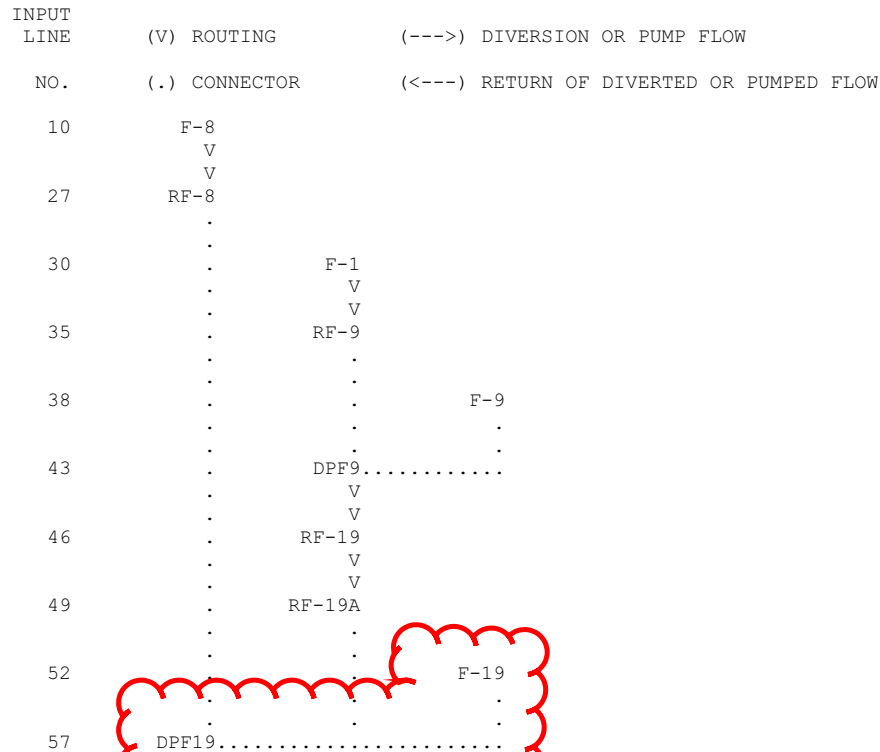 INPUT
LINE (V) ROUTING (--->) DIVERSION OR PUMP FLOW
NO. (.) CONNECTOR (<---) RETURN OF DIVERTED OR PUMPED FLOW
10 F-8
V
V
27 RF-8
.
.
30 . F-1
. V
. V
35 . RF-9
. .
. .
38 . . F-9
. . .
. . .
43 . DPF9............
. V
. V
46 . RF-19
. V
. V
49 . RF-19A
. .
. .
52 . . F-19
. . .
. . .
57 DPF19........................